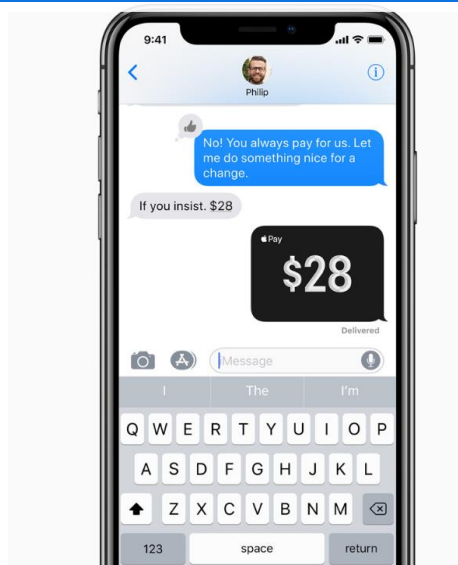 9:41
Philip
No! You always pay for us. Let
me do something nice for a
change.
If you insist. $28
Pay
$28
Delivered
iMessage
I The I'm
Q W E R T Y U I O P
A S D F G H J K L
Z X C V B N M
123 space return